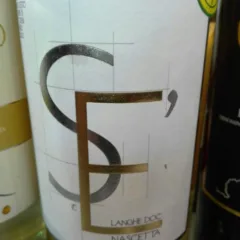 SE'
LANGHE DOC
NASCETTA